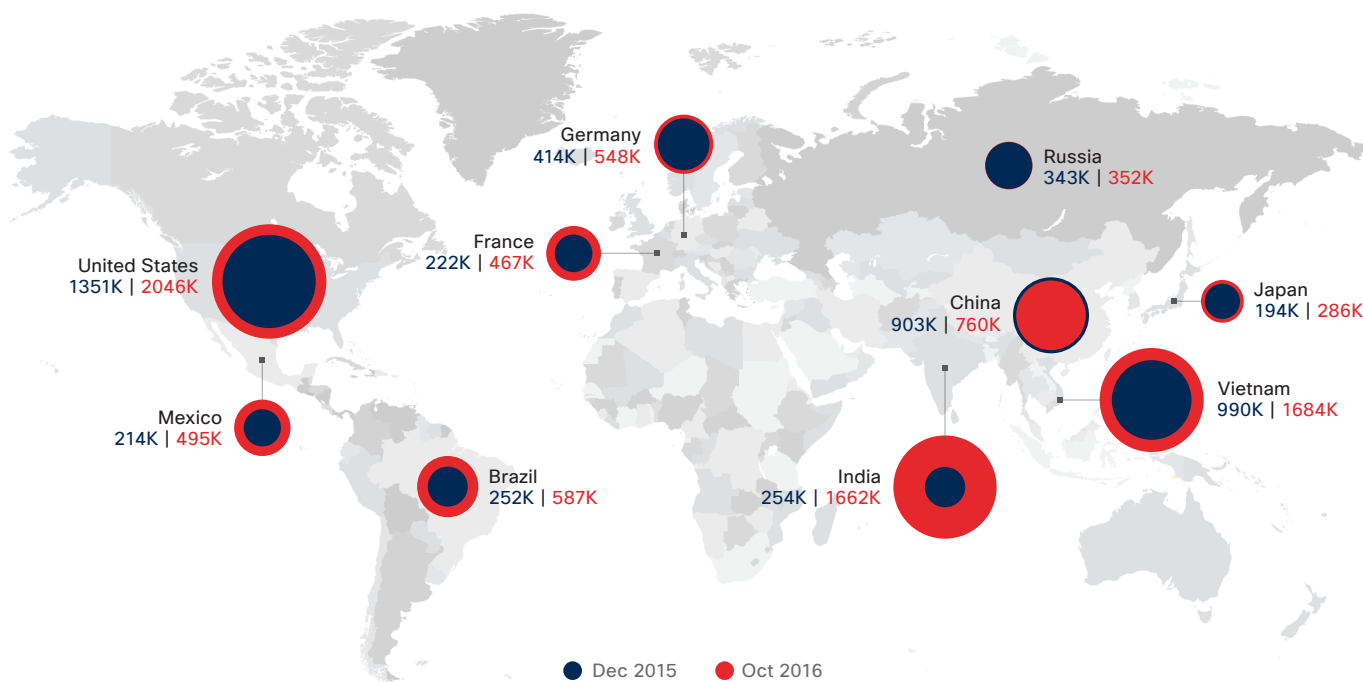 Germany
414K | 548K
Russia
343K | 352K
France
222K | 467K
United States
1351K | 2046K
China
903K | 760K
Japan
194K | 286K
Vietnam
990K | 1684K
Mexico
214K | 495K
Brazil
252K | 587K
India
254K | 1662K
Dec 2015
Oct 2016